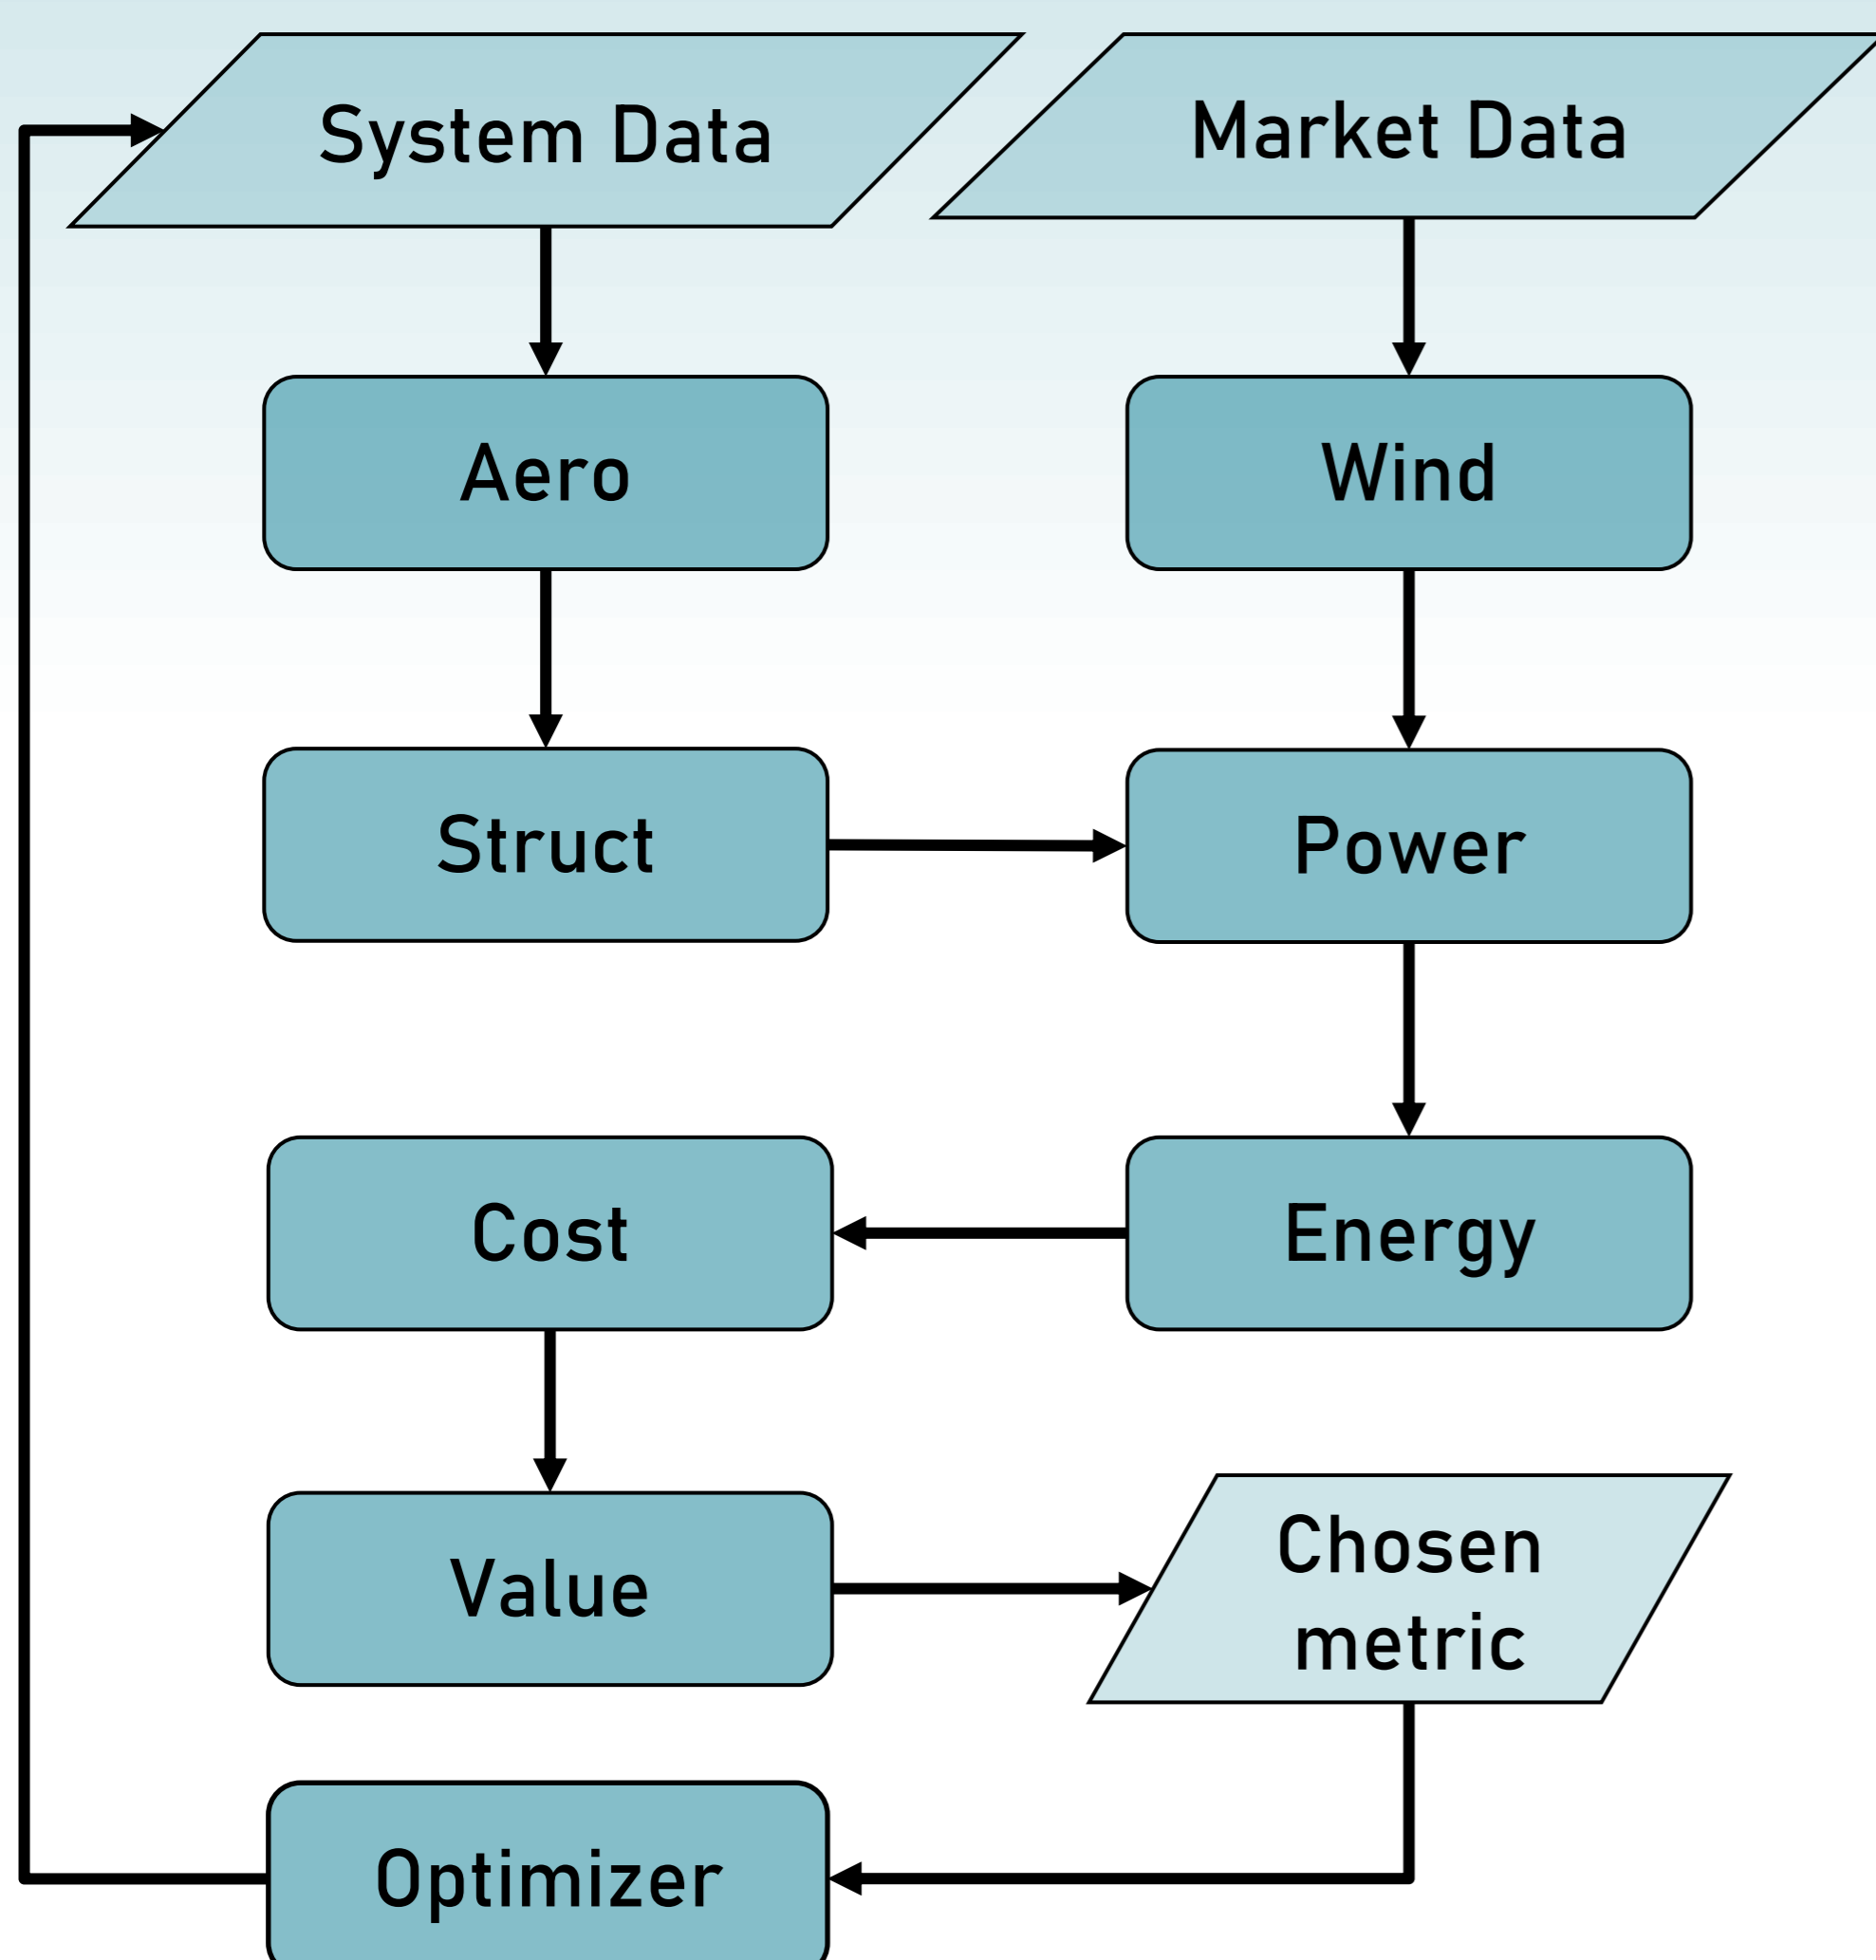 System Data
Market Data
Aero
Wind
Struct
Power
Cost
Energy
Value
Chosen
metric
Optimizer